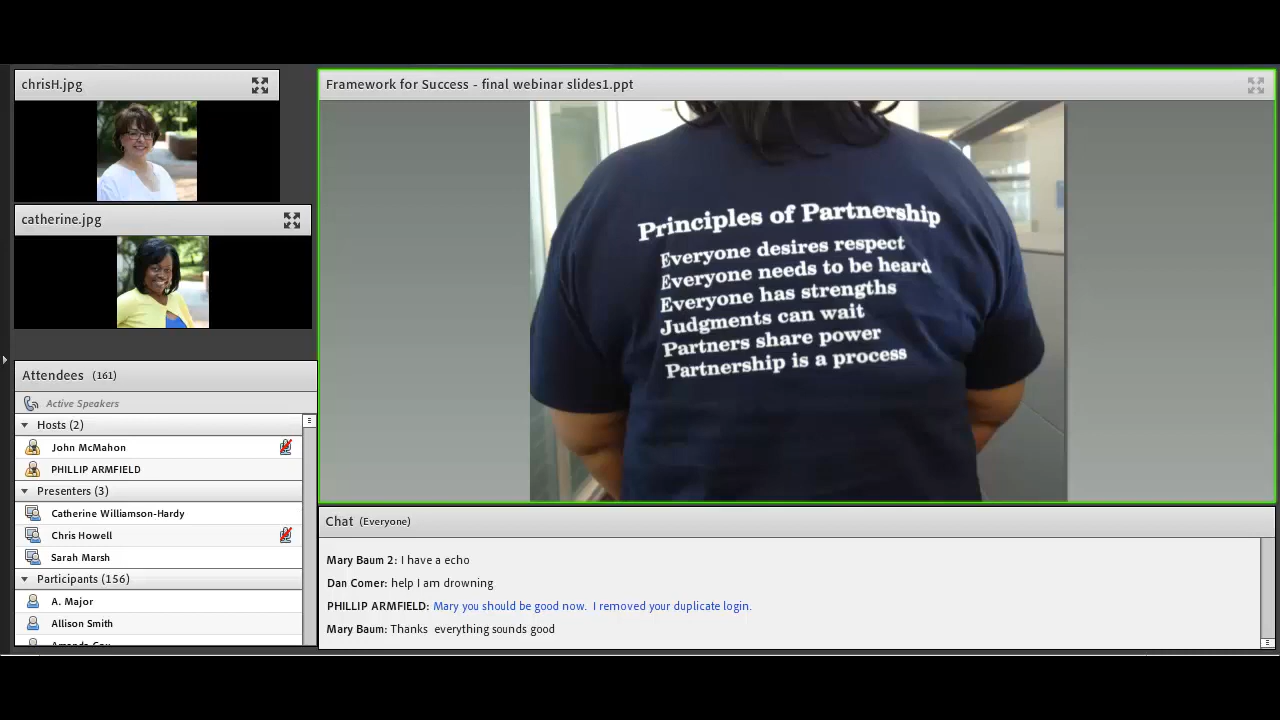 chrisH.jpg
catherine.jpg
Attendees (161)
Active Speakers
Hosts (2)
John McMahon
PHILLIP ARMFIELD
Presenters (3)
Catherine Williamson-Hardy
Chris Howell
Sarah Marsh
Participants (156)
A. Major
Allison Smith
Framework for Success - final webinar slides1.ppt
Principles of Partnership
Everyone desires respect
Everyone needs to be heard
Everyone has strengths
Judgments can wait
Partners share power
Partnership is a process
Chat (Everyone)
Mary Baum 2: I have a echo
Dan Comer: help I am drowning
PHILLIP ARMFIELD: Mary you should be good now. I removed your duplicate login.
Mary Baum: Thanks everything sounds good